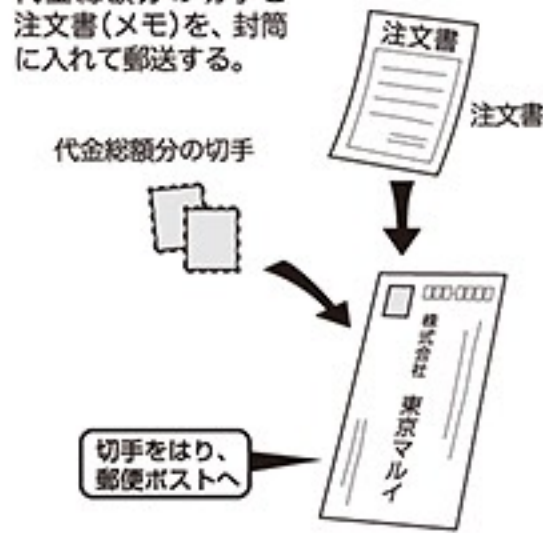 注文書(メモ)を、封筒
に入れて郵送する。
注文書
注文書
代金総額分の切手
株式会社 東京マルイ
切手をはり、
郵便ポストへ